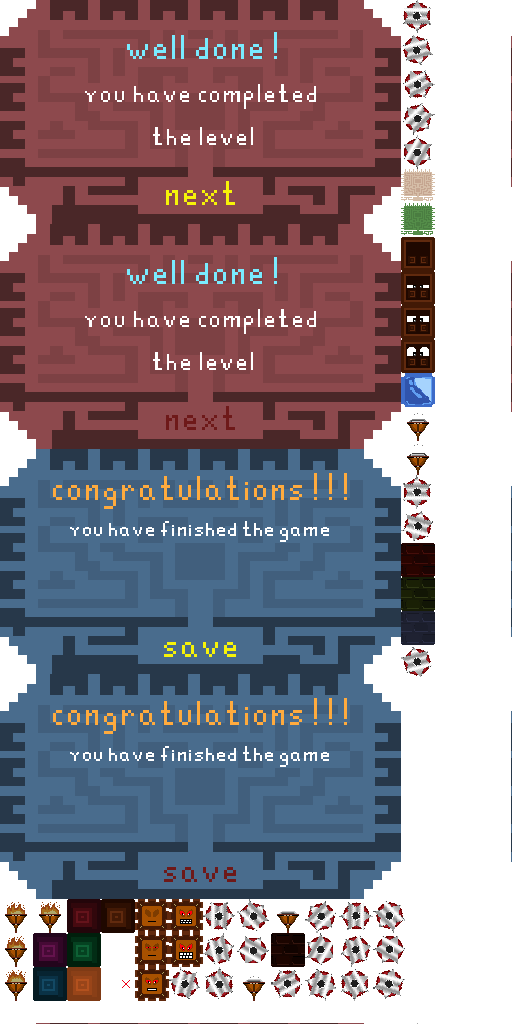 well done!
you have completed
the level
next
well done!
you have completed
the level
next
congratulations!!!
you have finished the game
save
congratulations!!!
you have finished the game
save